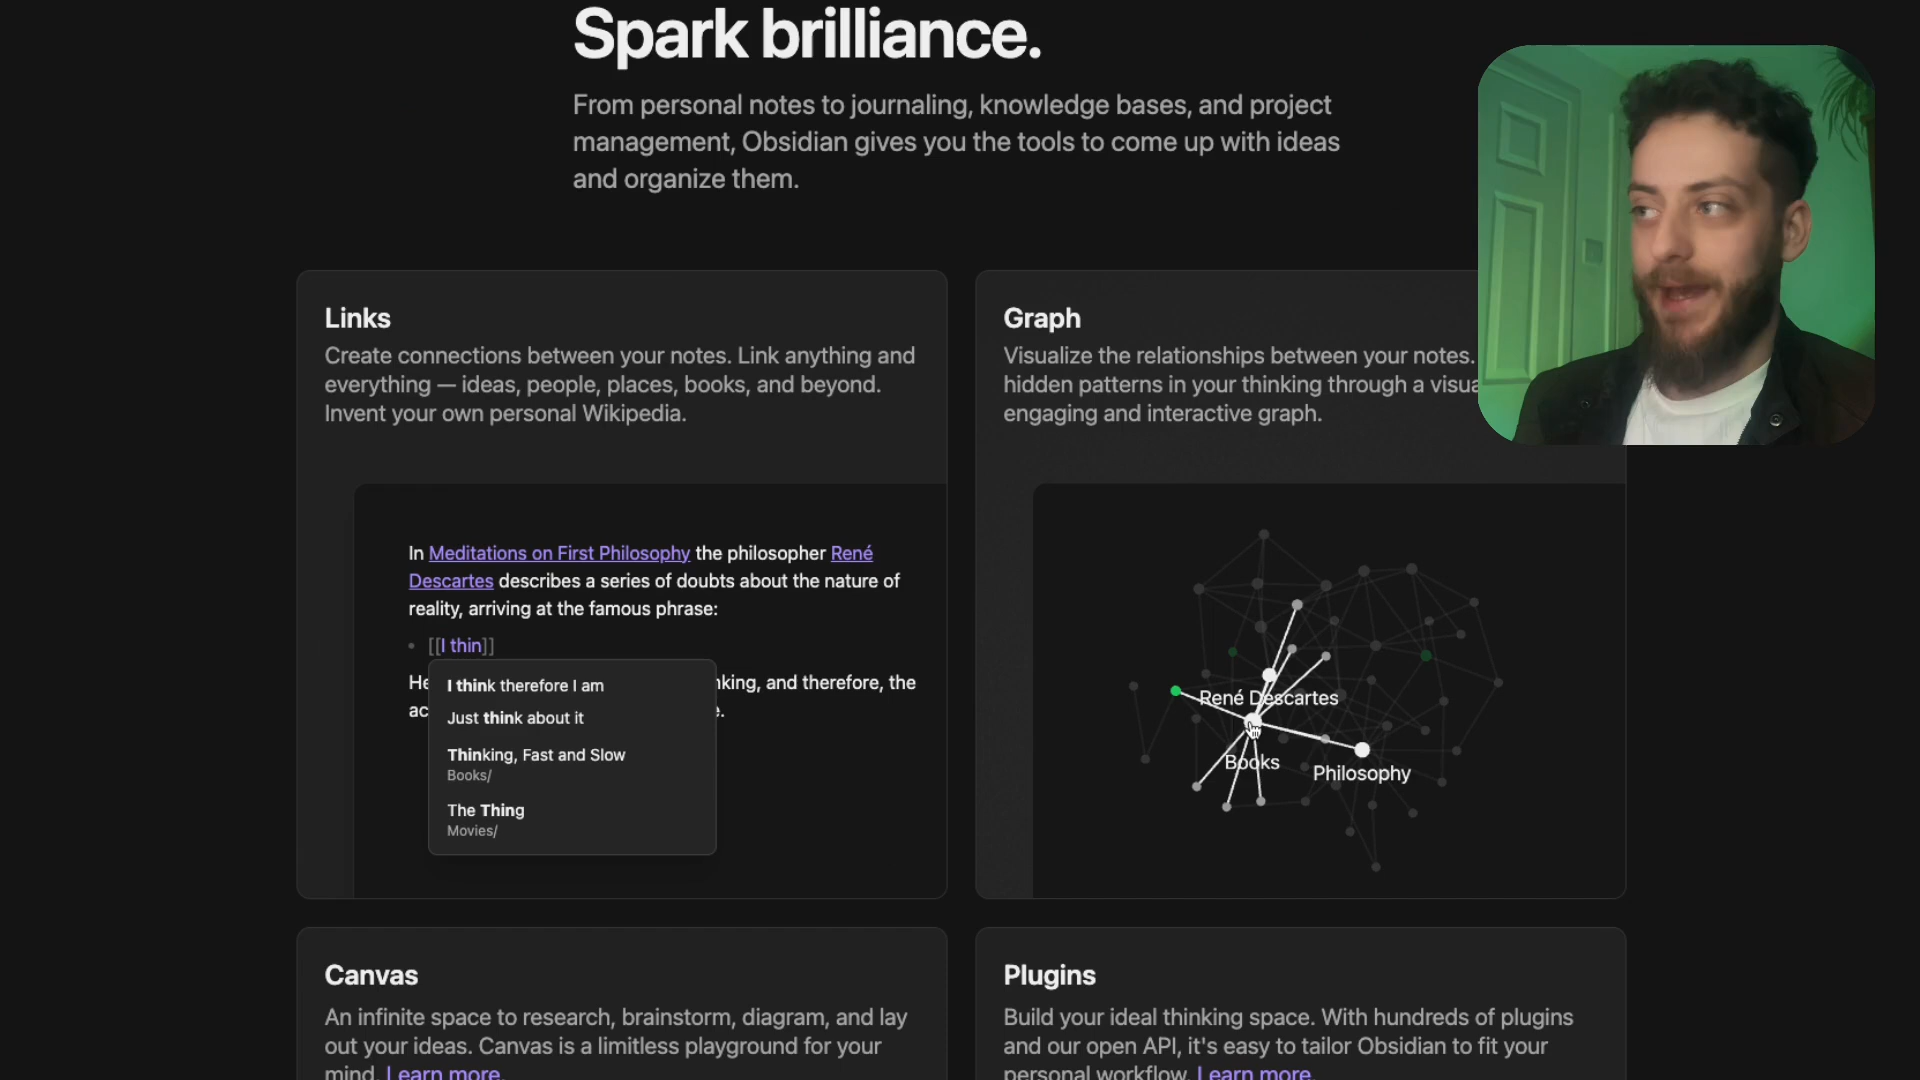 Spark brilliance.
From personal notes to journaling, knowledge bases, and project
management, Obsidian gives you the tools to come up with ideas
and organize them.
Links
Create connections between your notes. Link anything and
everything — ideas, people, places, books, and beyond.
Invent your own personal Wikipedia.
In Meditations on First Philosophy the philosopher René
Descartes describes a series of doubts about the nature of
reality, arriving at the famous phrase:
• [[I thin]]
He
nking, and therefore, the
ac
e.
I think therefore I am
Just think about it
Thinking, Fast and Slow
Books/
The Thing
Movies/
Graph
Visualize the relationships between your notes.
hidden patterns in your thinking through a visua
engaging and interactive graph.
René Descartes
Books
Philosophy
Canvas
An infinite space to research, brainstorm, diagram, and lay
out your ideas. Canvas is a limitless playground for your
mind. Learn more.
Plugins
Build your ideal thinking space. With hundreds of plugins
and our open API, it's easy to tailor Obsidian to fit your
personal workflow. Learn more.